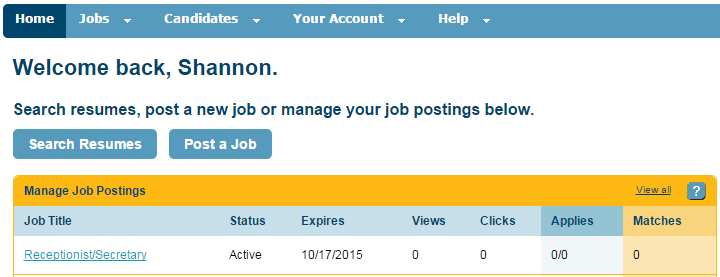 Home Jobs Candidates Your Account Help
Welcome back, Shannon.
Search resumes, post a new job or manage your job postings below.
Search Resumes Post a Job
Manage Job Postings View all ?
Job Title Status Expires Views Clicks Applies Matches
Receptionist/Secretary Active 10/17/2015 0 0 0/0 0